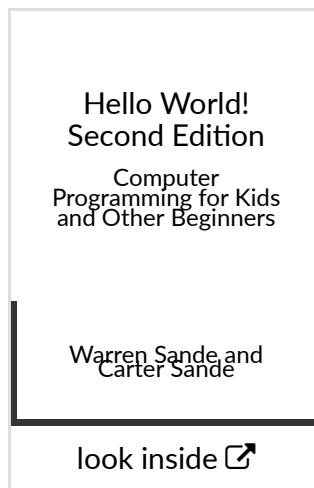 Hello World!
Second Edition
Computer
Programming for Kids
and Other Beginners
Warren Sande and
Carter Sande
look inside